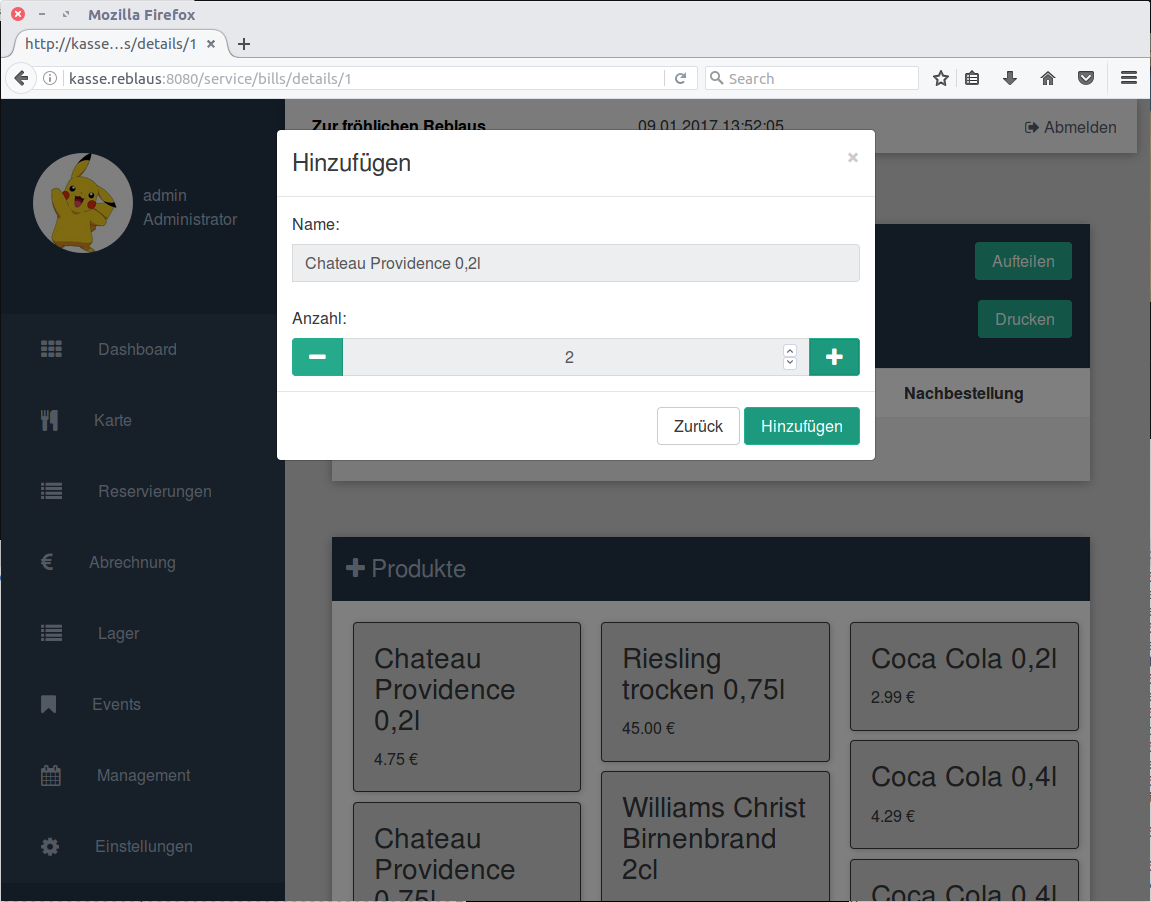 Mozilla Firefox
http://kasse...s/details/1
kasse.reblaus:8080/service/bills/details/1
Search
Zur fröhlichen Reblaus
09.01.2017 13:52:05
Abmelden
admin
Administrator
Dashboard
Karte
Reservierungen
€ Abrechnung
Lager
Events
Management
Einstellungen
Hinzufügen
Name:
Chateau Providence 0,2l
Anzahl:
2
Zurück
Hinzufügen
Aufteilen
Drucken
Nachbestellung
Produkte
Chateau
Providence
0,2l
4.75 €
Chateau
Providence
0,75l
Riesling
trocken 0,75l
45.00 €
Williams Christ
Birnenbrand
2cl
Coca Cola 0,2l
2.99 €
Coca Cola 0,4l
4.29 €
Coca Cola 0,4l